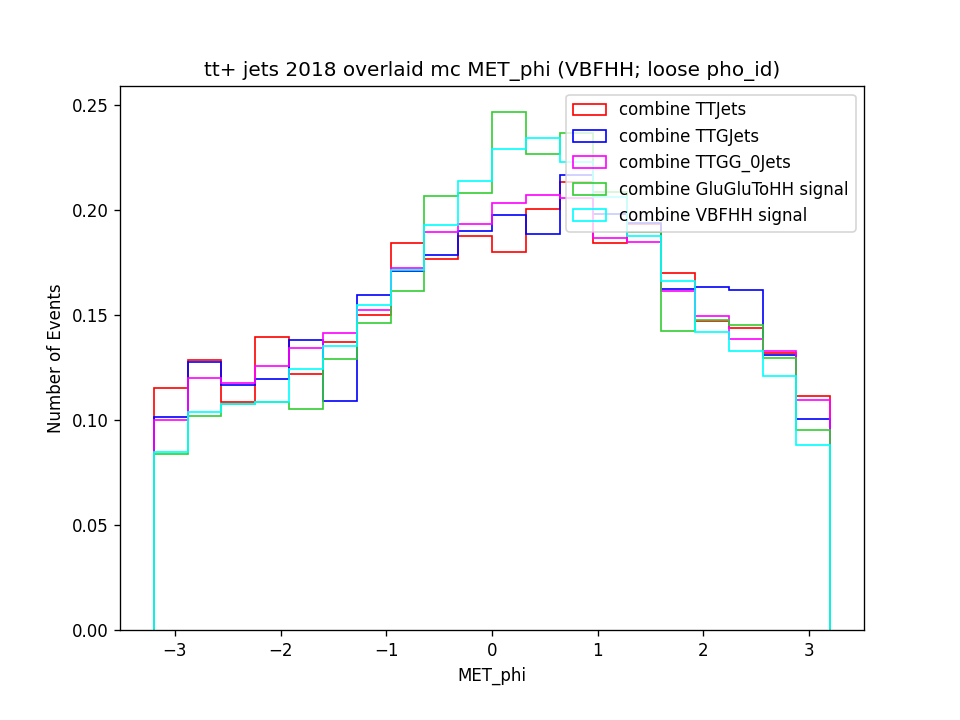 tt+ jets 2018 overlaid mc MET_phi (VBFHH; loose pho_id)
combine TTJets
combine TTGJets
combine TTGG_0Jets
combine GluGluToHH signal
combine VBFHH signal
0.25
0.20
0.15
0.10
0.05
0.00
Number of Events
−3 −2 −1 0 1 2 3
MET_phi